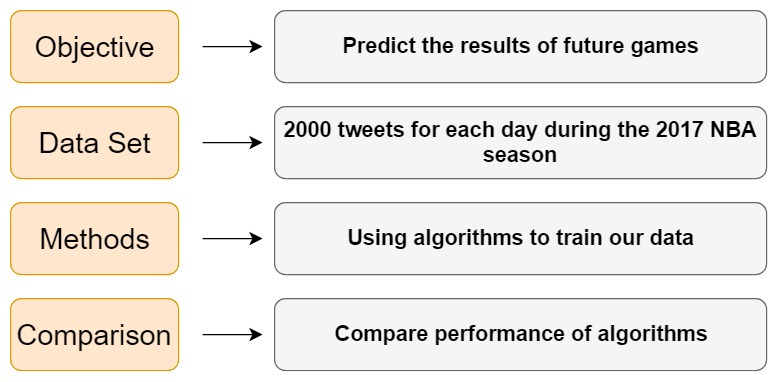 Objective
Predict the results of future games
Data Set
2000 tweets for each day during the 2017 NBA
season
Methods
Using algorithms to train our data
Comparison
Compare performance of algorithms